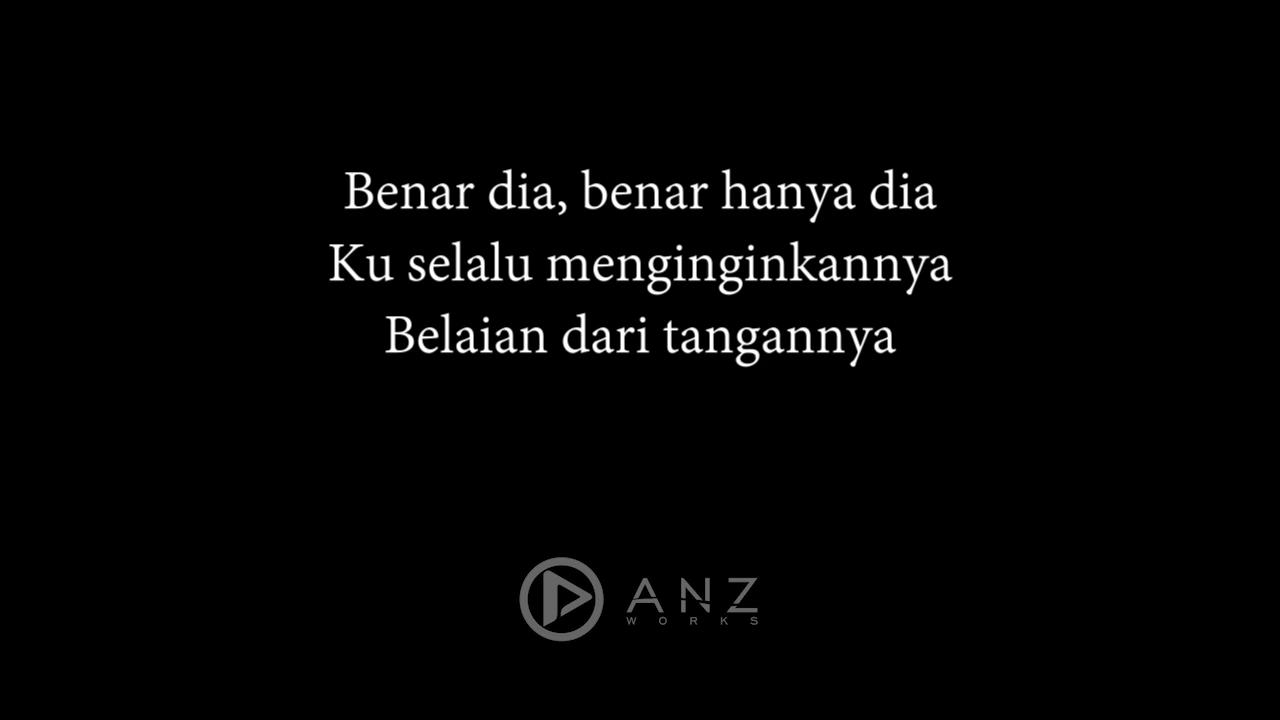 Benar dia, benar hanya dia
Ku selalu menginginkannya
Belaian dari tangannya
ANZ
WORKS